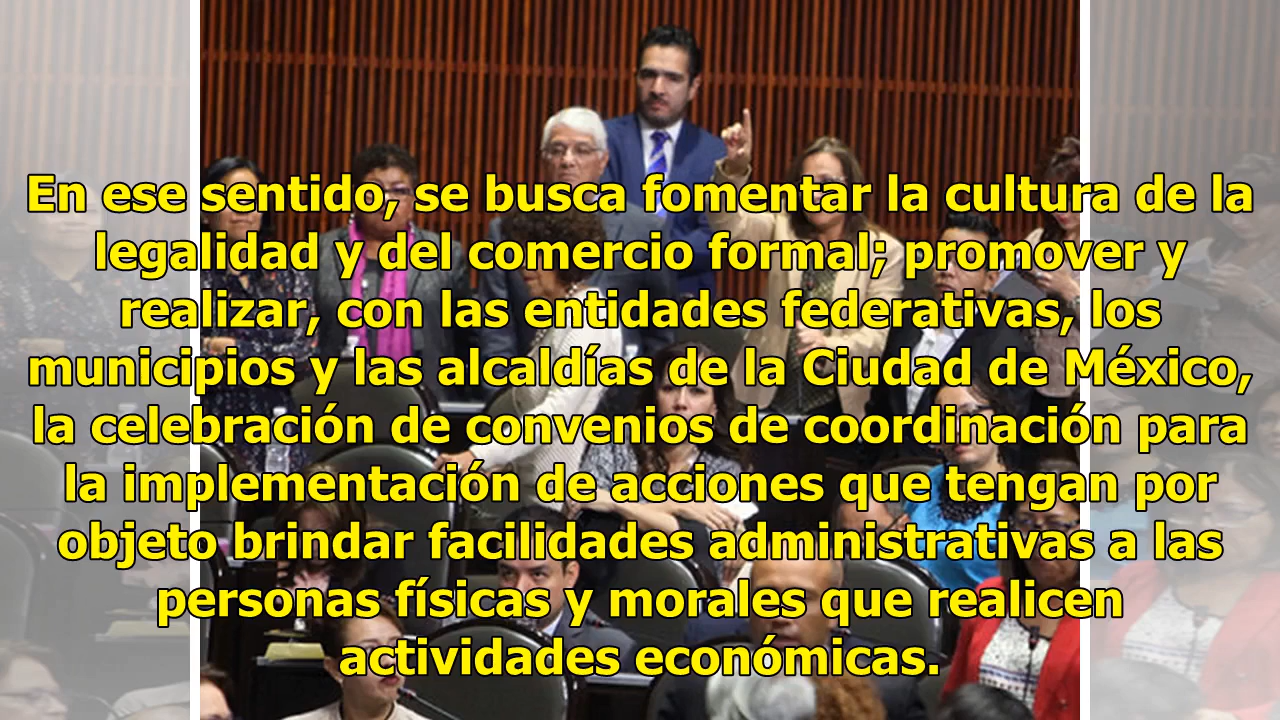 En ese sentido, se busca fomentar la cultura de la
legalidad y del comercio formal; promover y
realizar, con las entidades federativas, los
municipios y las alcaldías de la Ciudad de México,
la celebración de convenios de coordinación para
la implementación de acciones que tengan por
objeto brindar facilidades administrativas a las
personas físicas y morales que realicen
actividades económicas.